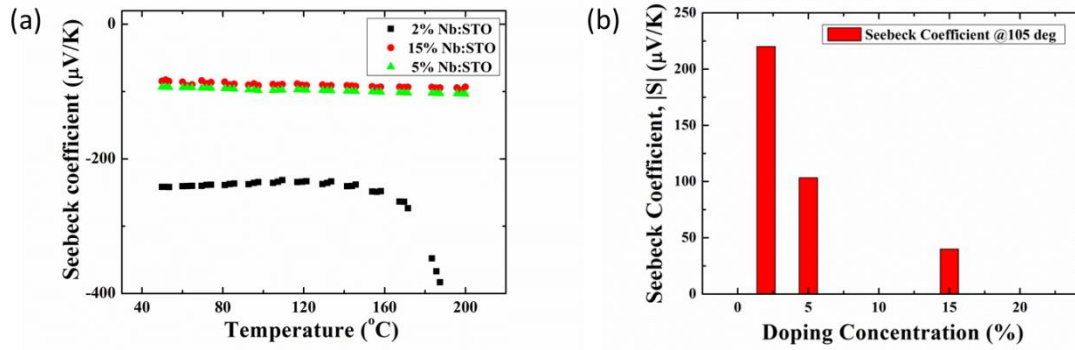 (a)
Seebeck coefficient (μV/K)
0
-200
-400
2% Nb:STO
15% Nb:STO
5% Nb:STO
40 80 120 160 200
Temperature (°C)
(b)
Seebeck Coefficient, |S| (μV/K)
250
200
150
100
50
0
Seebeck Coefficient @105 deg
0 5 10 15 20
Doping Concentration (%)